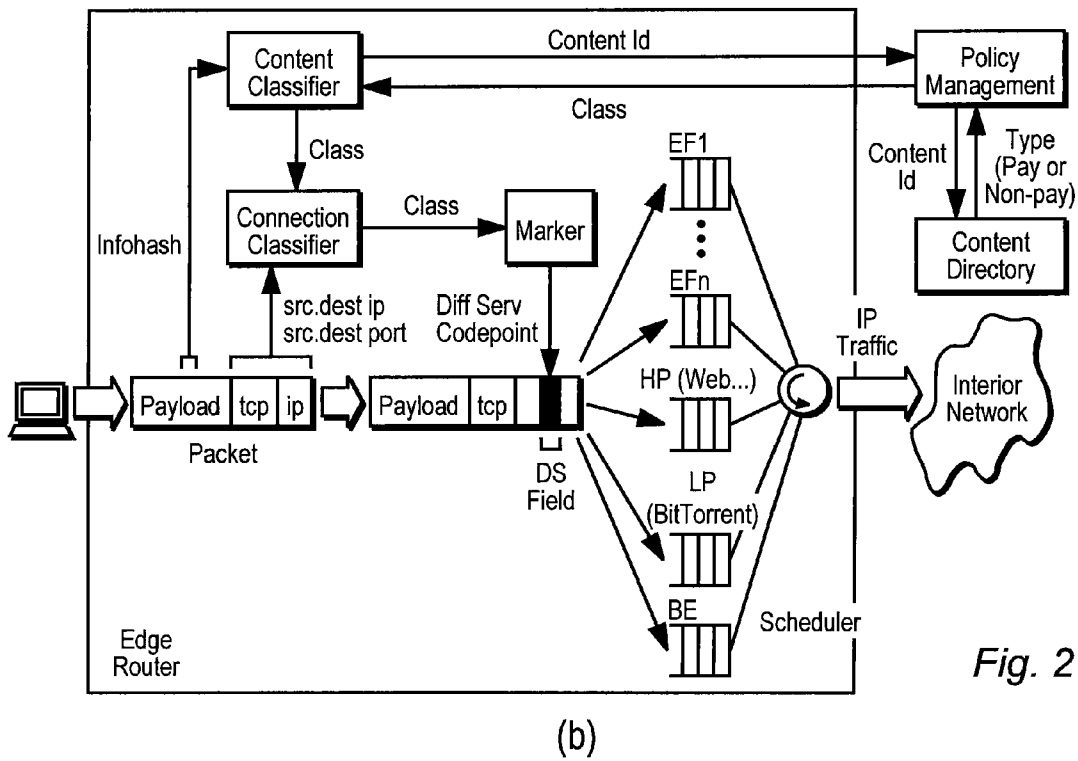 Content
Classifier
Content Id
Policy
Management
Class
Class
Content
Id
Type
(Pay or
Non-pay)
EF1
Infohash
Connection
Classifier
Class
Marker
Content
Directory
src.dest ip
src.dest port
Diff Serv
Codepoint
EFn
IP
Traffic
HP (Web...)
Payload
tcp
ip
Payload
tcp
Interior
Network
Packet
DS
Field
LP
(BitTorrent)
BE
Scheduler
Edge
Router
Fig. 2
(b)